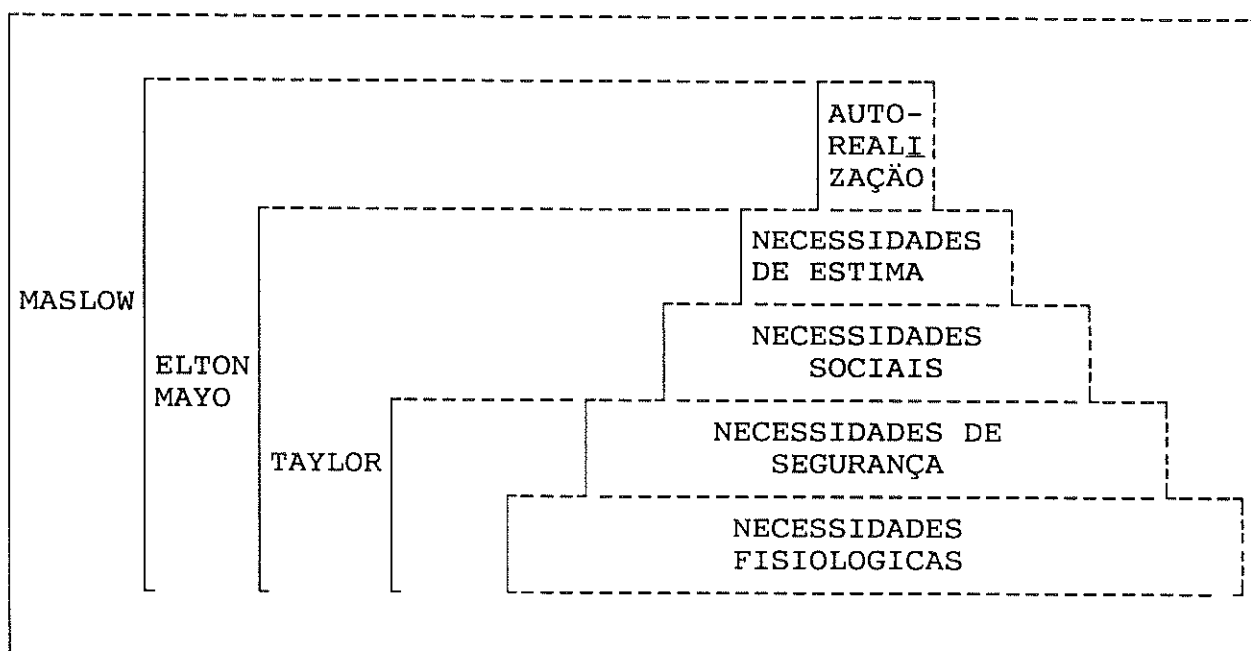 AUTO-
REALI
ZAÇÄO
NECESSIDADES
DE ESTIMA
MASLOW
NECESSIDADES
SOCIAIS
ELTON
MAYO
NECESSIDADES DE
SEGURANÇA
TAYLOR
NECESSIDADES
FISIOLOGICAS